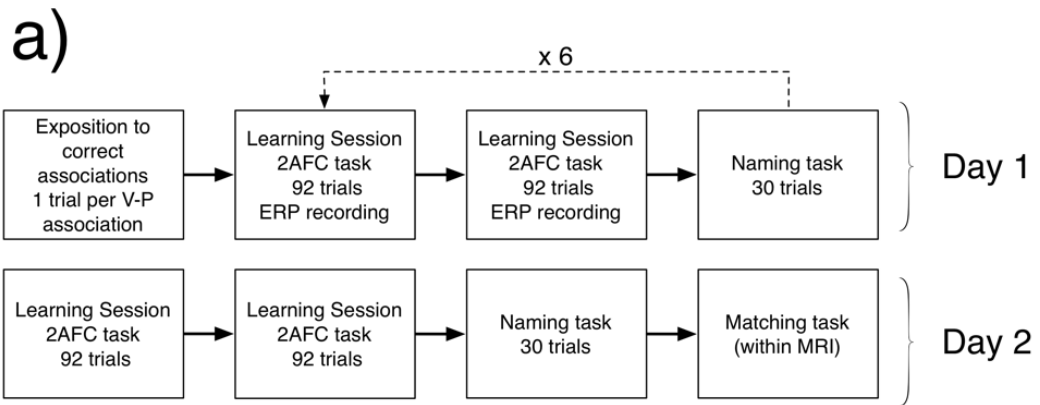 a)
x 6
Exposition to
correct
associations
1 trial per V-P
association
Learning Session
2AFC task
92 trials
ERP recording
Learning Session
2AFC task
92 trials
ERP recording
Naming task
30 trials
Day 1
Learning Session
2AFC task
92 trials
Learning Session
2AFC task
92 trials
Naming task
30 trials
Matching task
(within MRI)
Day 2